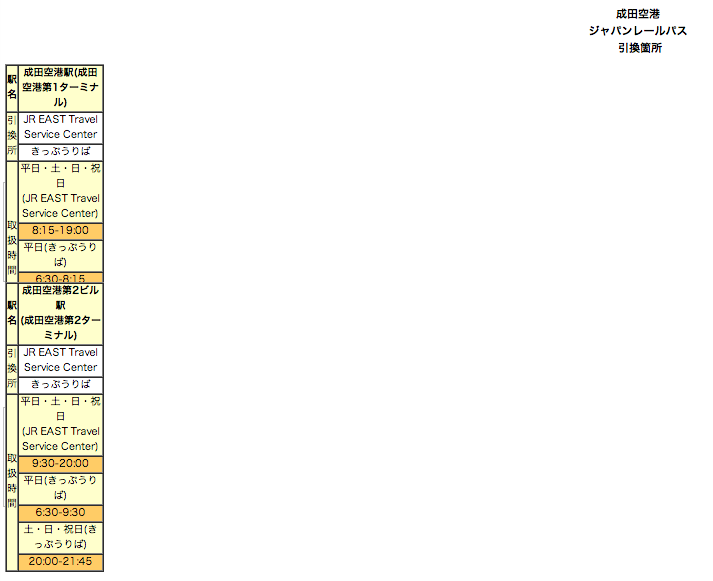 成田空港
ジャパンレールパス
引換箇所
駅名
成田空港駅(成田
空港第1ターミナ
ル)
引換所
JR EAST Travel
Service Center
きっぷうりば
取扱時間
平日・土・日・祝
日
(JR EAST Travel
Service Center)
8:15-19:00
平日(きっぷうり
ば)
6:30-8:15
駅名
成田空港第2ビル
駅
(成田空港第2ター
ミナル)
引換所
JR EAST Travel
Service Center
きっぷうりば
取扱時間
平日・土・日・祝
日
(JR EAST Travel
Service Center)
9:30-20:00
平日(きっぷうり
ば)
6:30-9:30
土・日・祝日(き
っぷうりば)
20:00-21:45